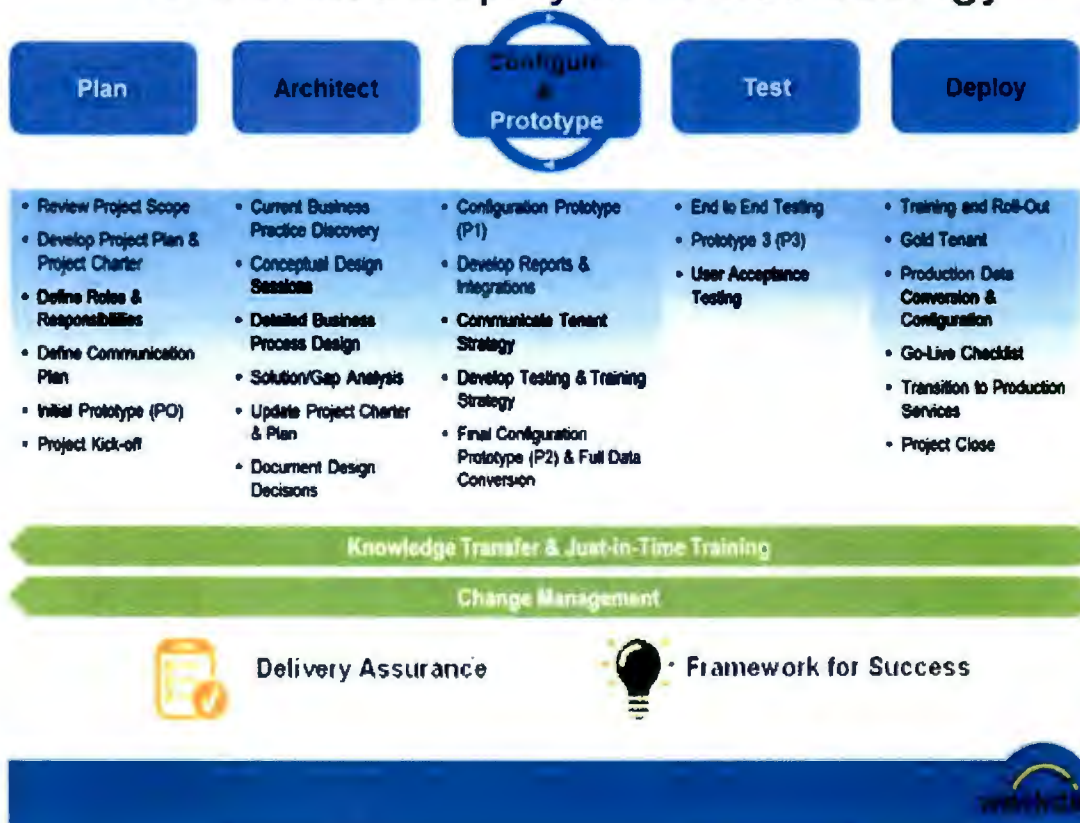 Plan
Architect
Configure
&
Prototype
Test
Deploy
• Review Project Scope
• Develop Project Plan &
Project Charter
• Define Roles &
Responsibilities
• Define Communication
Plan
• Initial Prototype (PO)
• Project Kick-off
• Current Business
Practice Discovery
• Conceptual Design
Sessions
• Detailed Business
Process Design
• Solution/Gap Analysis
• Update Project Charter
& Plan
• Document Design
Decisions
• Configuration Prototype
(P1)
• Develop Reports &
Integrations
• Communicate Tenant
Strategy
• Develop Testing & Training
Strategy
• Final Configuration
Prototype (P2) & Full Data
Conversion
• End to End Testing
• Prototype 3 (P3)
• User Acceptance
Testing
• Training and Roll-Out
• Gold Tenant
• Production Data
Conversion &
Configuration
• Go-Live Checklist
• Transition to Production
Services
• Project Close
Knowledge Transfer & Just-in-Time Training
Change Management
Delivery Assurance
Framework for Success